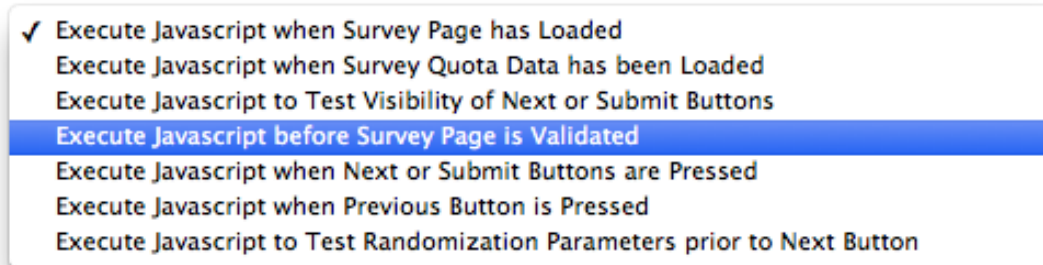 ✓ Execute Javascript when Survey Page has Loaded
Execute Javascript when Survey Quota Data has been Loaded
Execute Javascript to Test Visibility of Next or Submit Buttons
Execute Javascript before Survey Page is Validated
Execute Javascript when Next or Submit Buttons are Pressed
Execute Javascript when Previous Button is Pressed
Execute Javascript to Test Randomization Parameters prior to Next Button